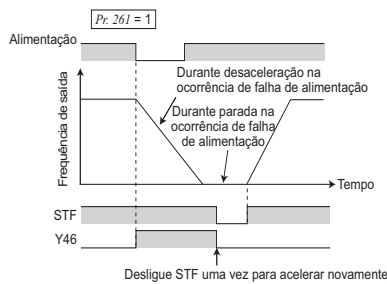 Pr. 261 = 1
Alimentação
Durante desaceleração na
ocorrência de falha de alimentação
Durante parada na
ocorrência de falha
de alimentação
Frequência de saída
Tempo
STF
Y46
Desligue STF uma vez para acelerar novamente